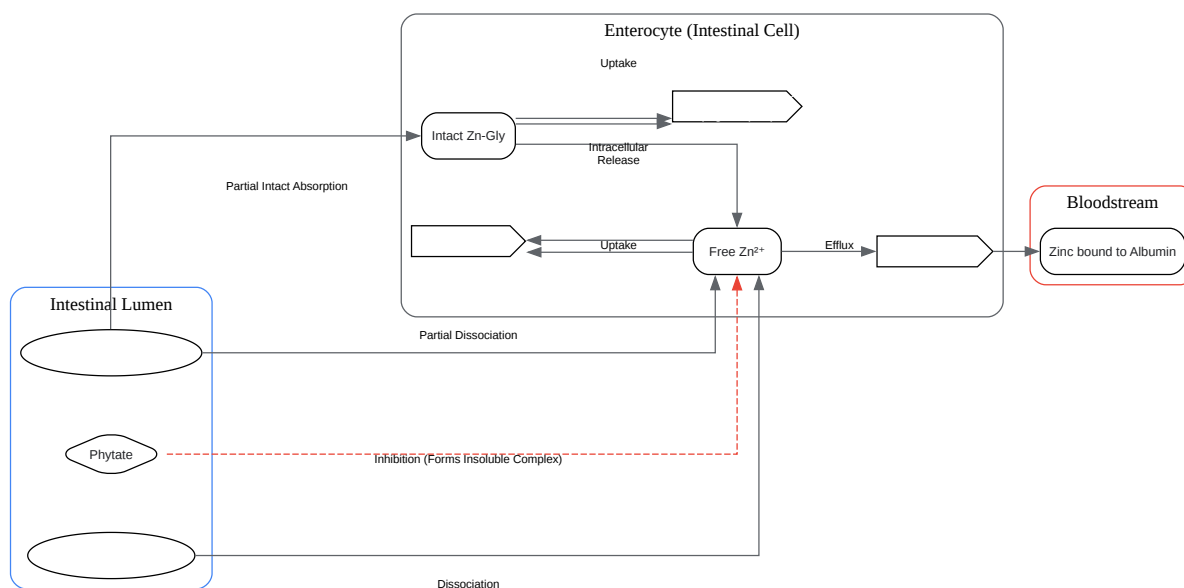 Enterocyte (Intestinal Cell)
Uptake
Intact Zn-Gly
Intracellular
Release
Partial Intact Absorption
Uptake
Free Zn²⁺
Efflux
Bloodstream
Zinc bound to Albumin
Intestinal Lumen
Partial Dissociation
Phytate
Inhibition (Forms Insoluble Complex)
Dissociation